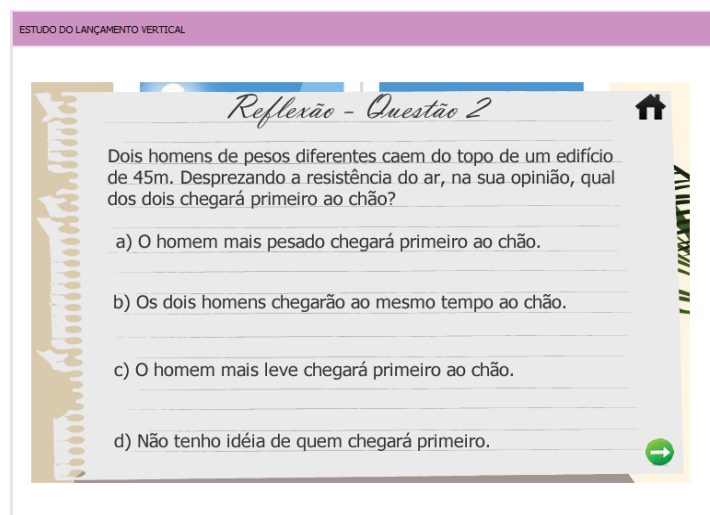 ESTUDO DO LANÇAMENTO VERTICAL
Reflexão - Questão 2
Dois homens de pesos diferentes caem do topo de um edifício
de 45m. Desprezando a resistência do ar, na sua opinião, qual
dos dois chegará primeiro ao chão?
a) O homem mais pesado chegará primeiro ao chão.
b) Os dois homens chegarão ao mesmo tempo ao chão.
c) O homem mais leve chegará primeiro ao chão.
d) Não tenho idéia de quem chegará primeiro.